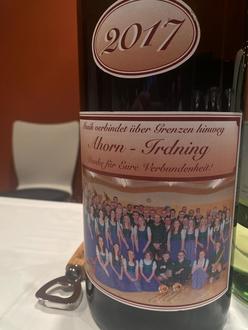 2017
Musik verbindet über Grenzen hinweg
Ahorn - Irdning
Danke für Eure Verbundenheit!